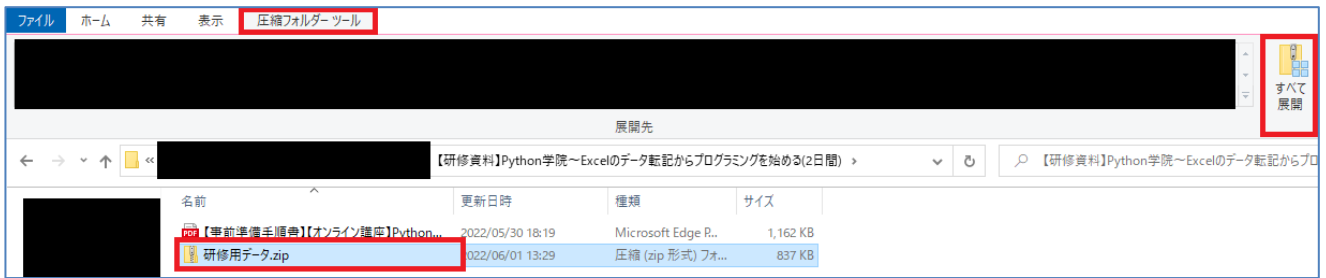 ファイル ホーム 共有 表示 圧縮フォルダー ツール
すべて
展開
展開先
« 【研修資料】Python学院～Excelのデータ転記からプログラミングを始める(2日間) › 【研修資料】Python学院～Excelのデータ転記からプロ
名前 更新日時 種類 サイズ
PDF 【事前準備手順書】【オンライン講座】Python... 2022/05/30 18:19 Microsoft Edge P... 1,162 KB
研修用データ.zip 2022/06/01 13:29 圧縮 (zip 形式) フォ... 837 KB